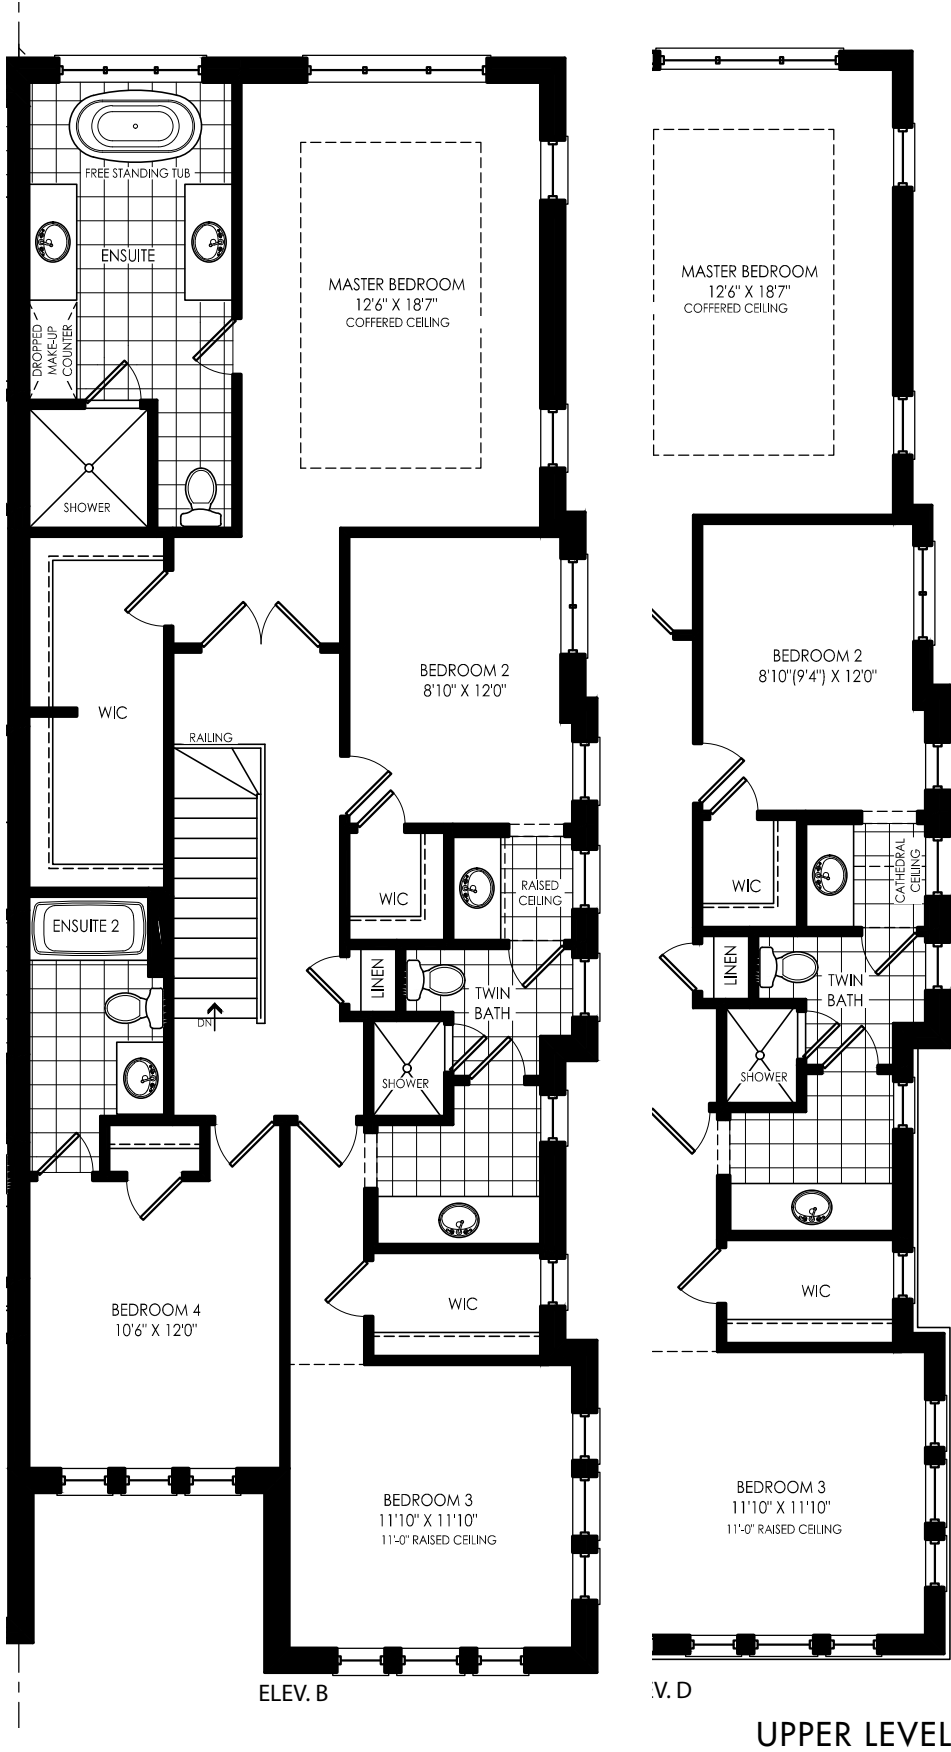 FREE STANDING TUB
ENSUITE
DROPPED
MAKE-UP
COUNTER
SHOWER
MASTER BEDROOM
12'6" X 18'7"
COFFERED CEILING
WIC
BEDROOM 2
8'10" X 12'0"
RAILING
WIC
RAISED
CEILING
ENSUITE 2
LINEN
TWIN
BATH
DN
SHOWER
BEDROOM 4
10'6" X 12'0"
WIC
BEDROOM 3
11'10" X 11'10"
11'-0" RAISED CEILING
ELEV. B
MASTER BEDROOM
12'6" X 18'7"
COFFERED CEILING
BEDROOM 2
8'10"(9'4") X 12'0"
WIC
CATHEDRAL
CEILING
LINEN
TWIN
BATH
SHOWER
WIC
BEDROOM 3
11'10" X 11'10"
11'-0" RAISED CEILING
V. D
UPPER LEVEL